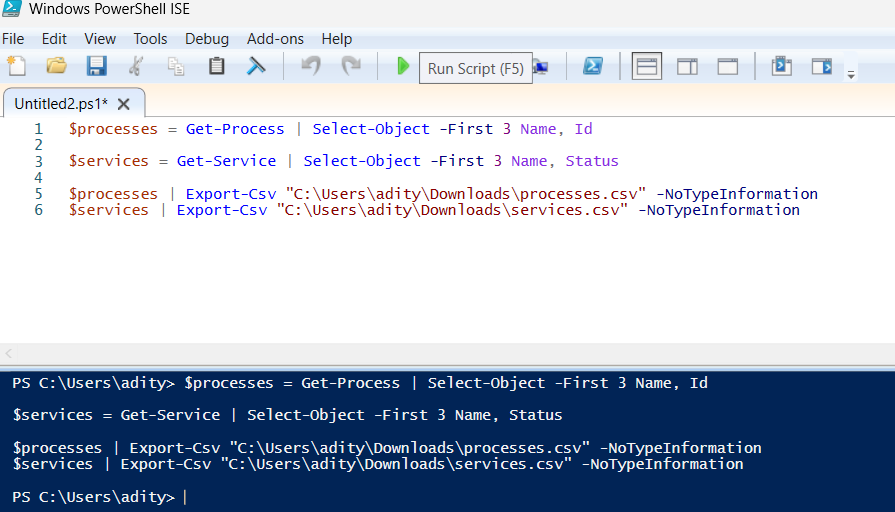 Windows PowerShell ISE
File Edit View Tools Debug Add-ons Help
Run Script (F5)
Untitled2.ps1*
1 $processes = Get-Process | Select-Object -First 3 Name, Id
2
3 $services = Get-Service | Select-Object -First 3 Name, Status
4
5 $processes | Export-Csv "C:\Users\adity\Downloads\processes.csv" -NoTypeInformation
6 $services | Export-Csv "C:\Users\adity\Downloads\services.csv" -NoTypeInformation
PS C:\Users\adity> $processes = Get-Process | Select-Object -First 3 Name, Id
$services = Get-Service | Select-Object -First 3 Name, Status
$processes | Export-Csv "C:\Users\adity\Downloads\processes.csv" -NoTypeInformation
$services | Export-Csv "C:\Users\adity\Downloads\services.csv" -NoTypeInformation
PS C:\Users\adity>